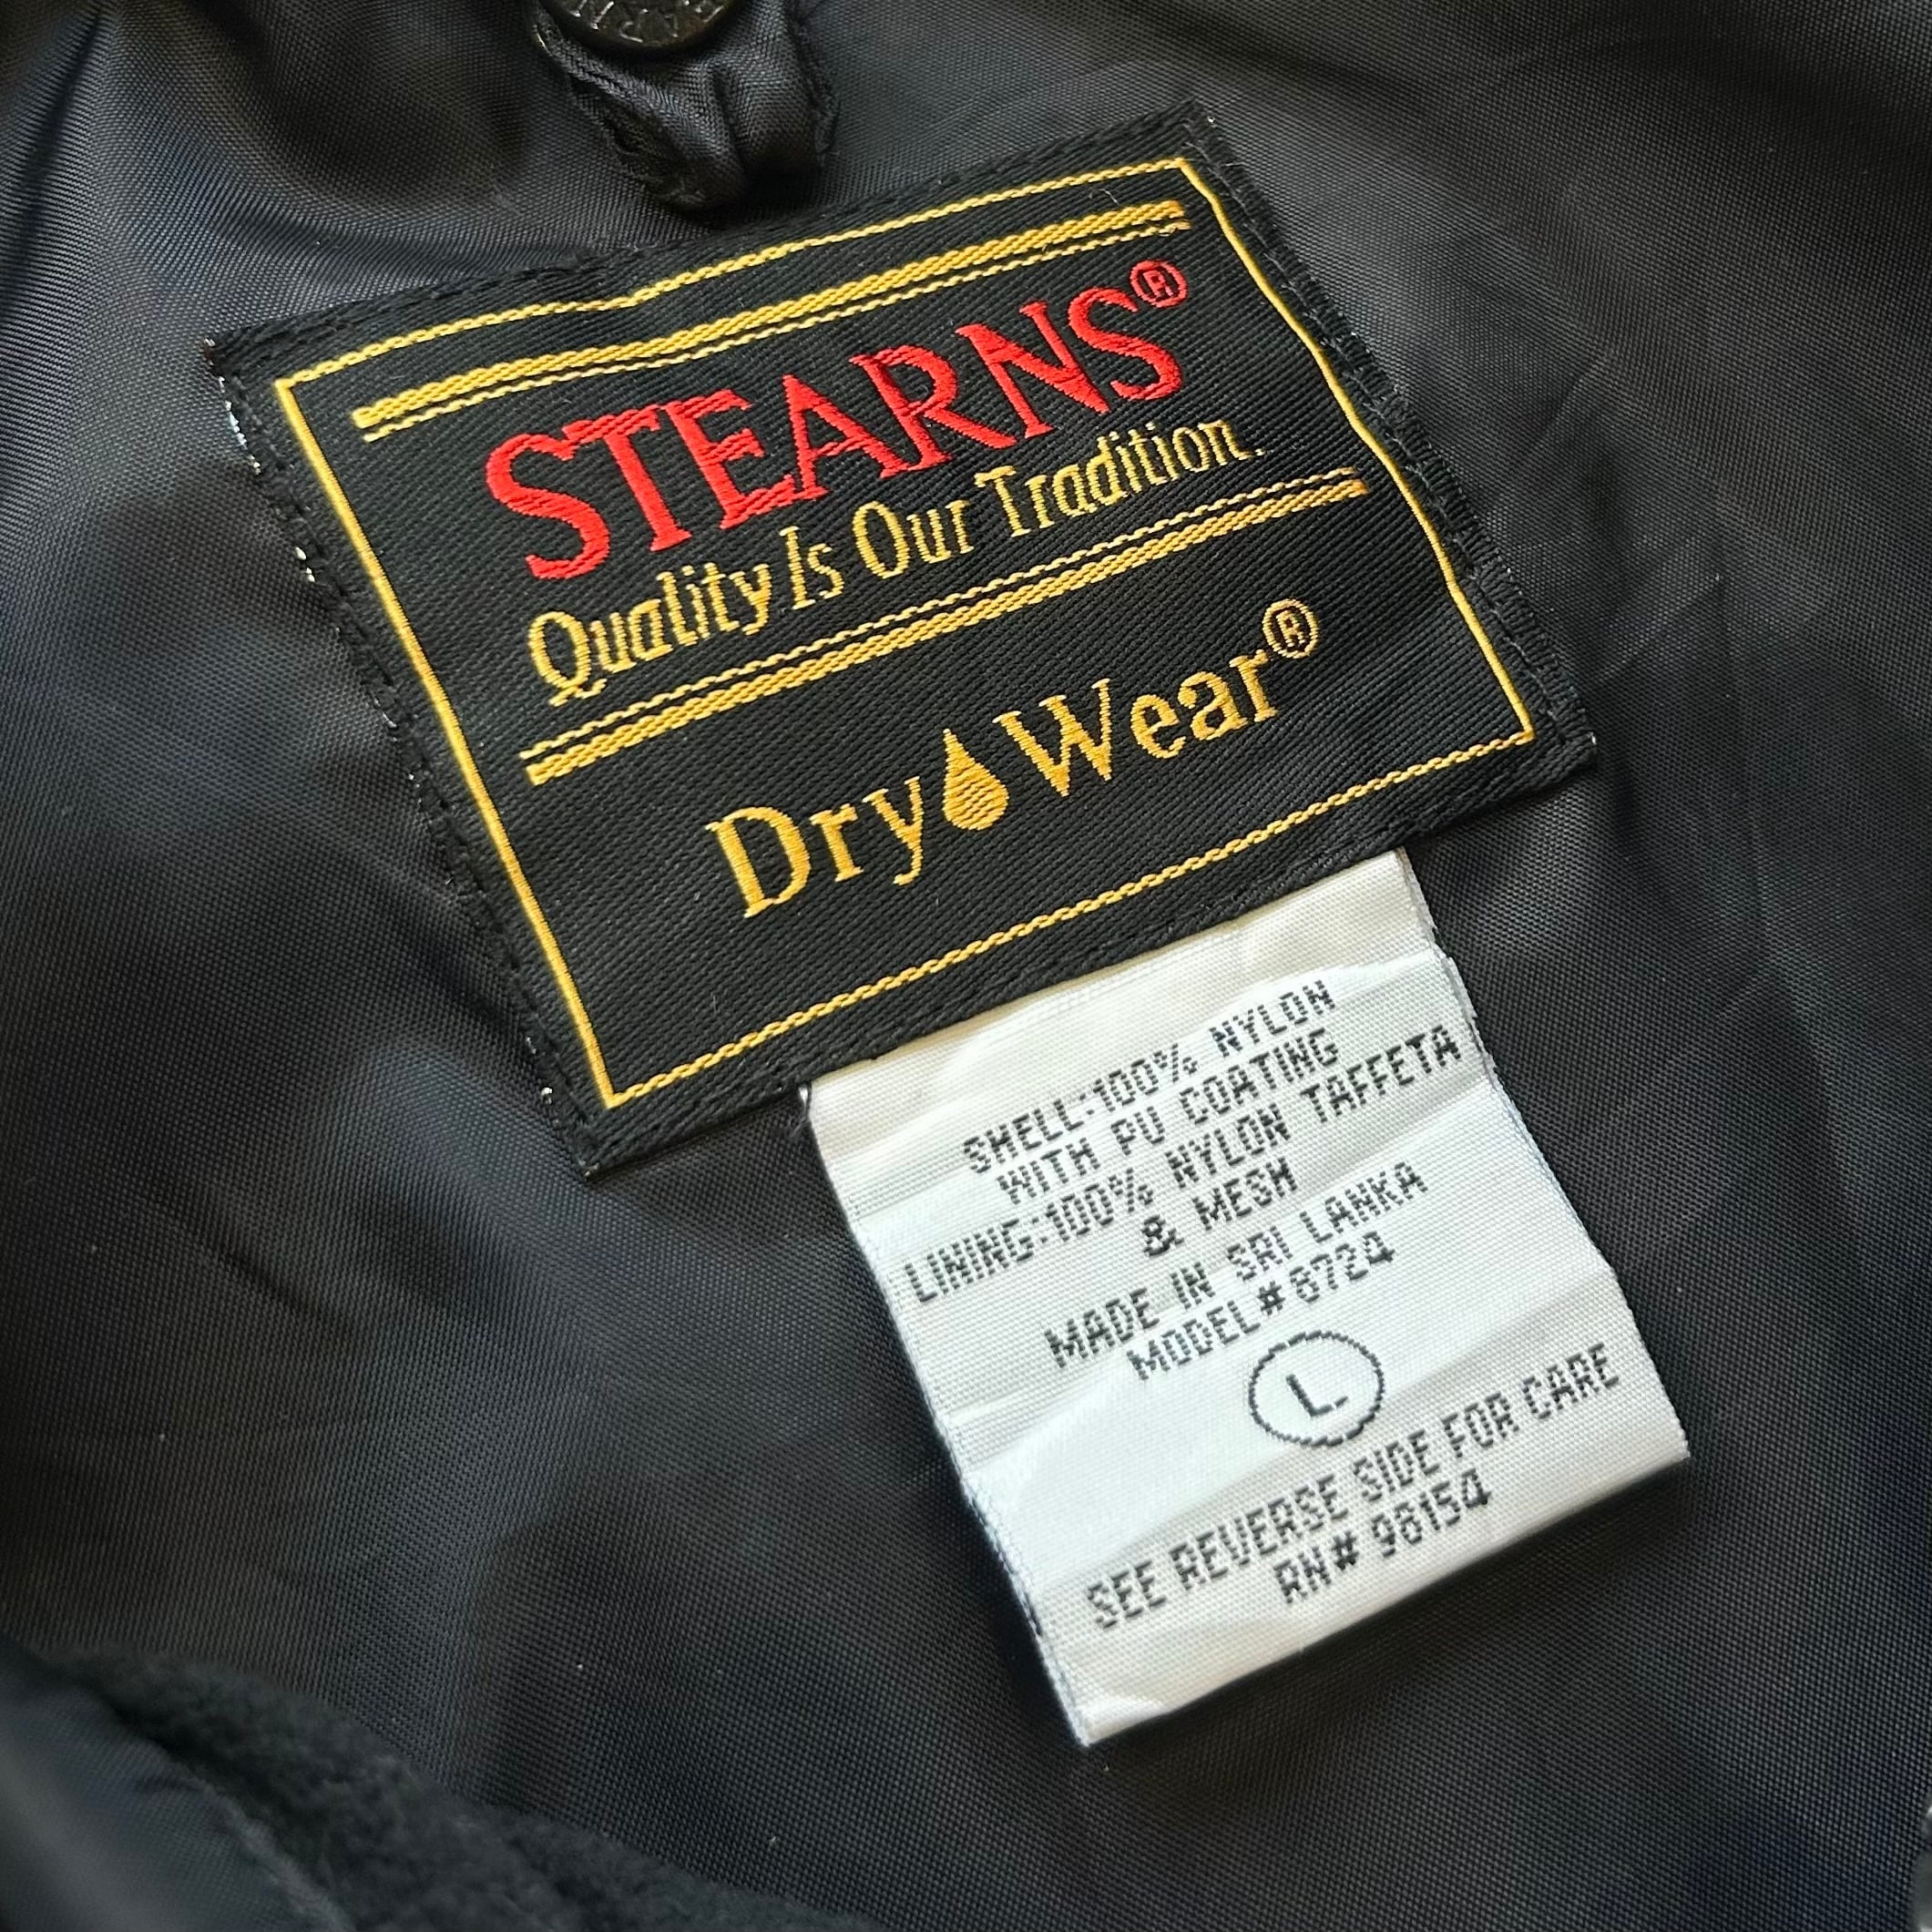 STEARNS®
Quality Is Our Tradition.
Dry Wear®
SHELL:100% NYLON
WITH PU COATING
LINING:100% NYLON TAFFETA
& MESH
MADE IN SRI LANKA
MODEL# 8724
L
SEE REVERSE SIDE FOR CARE
RN# 98154